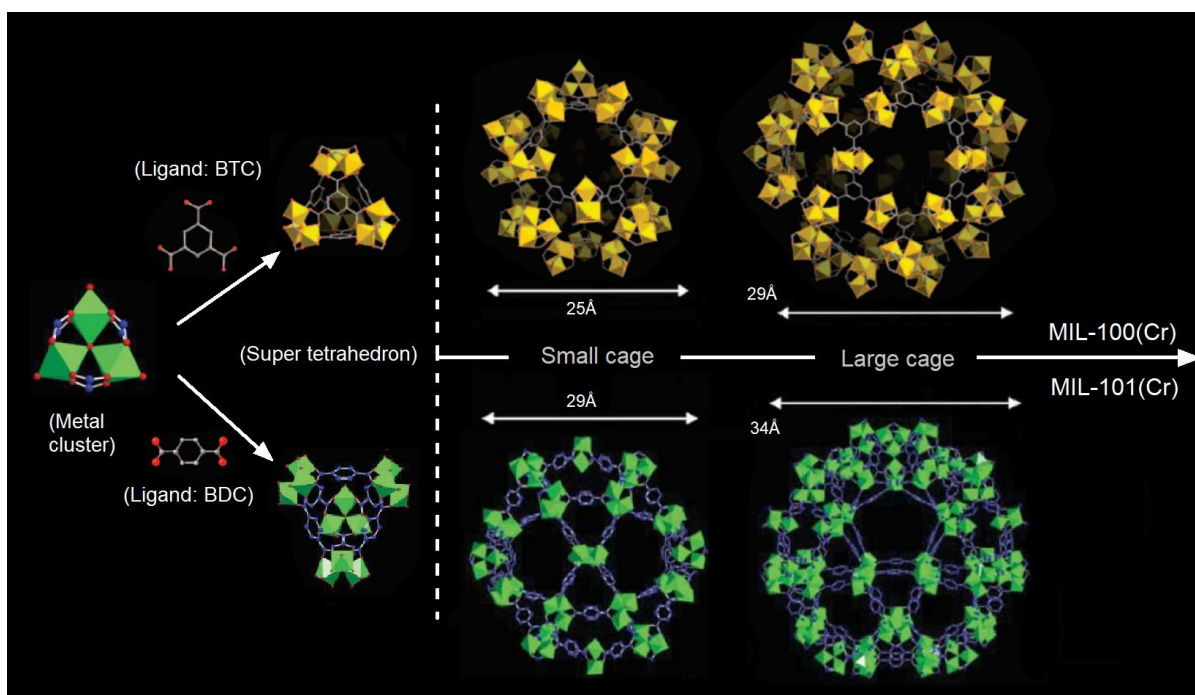 (Ligand: BTC)
(Metal
cluster)
(Ligand: BDC)
(Super tetrahedron)
25Å
29Å
Small cage
Large cage
MIL-100(Cr)
MIL-101(Cr)
29Å
34Å